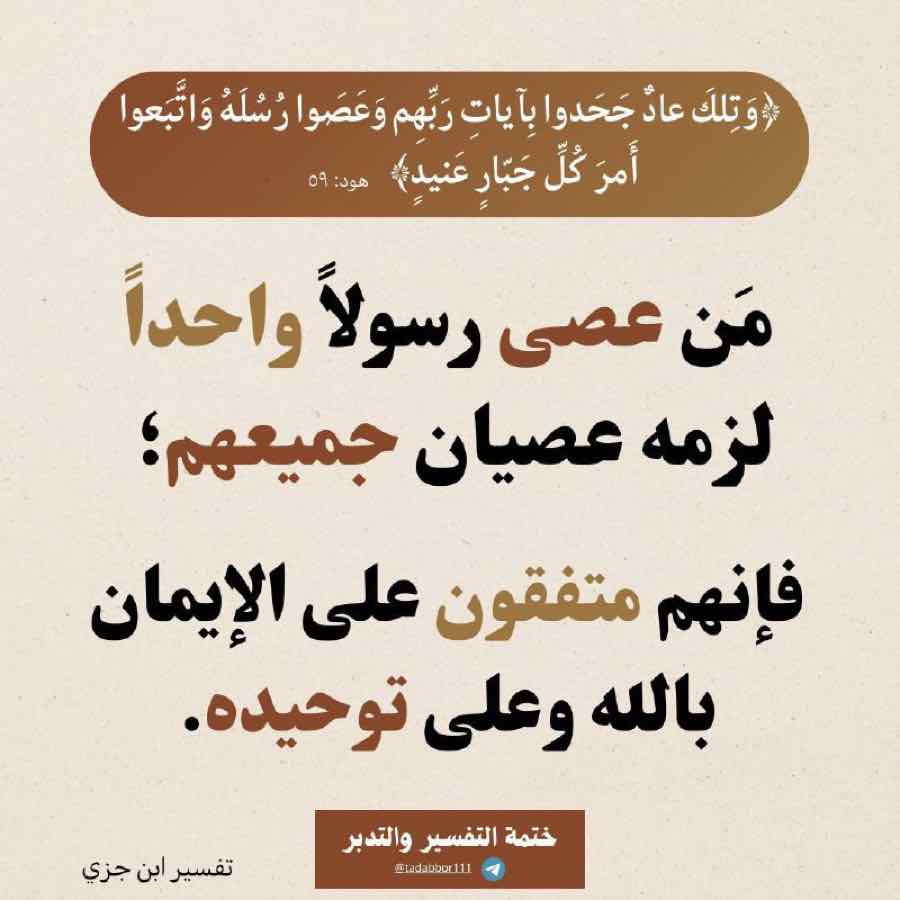 ﴿وَتِلكَ عادٌ جَحَدوا بِآياتِ رَبِّهِم وَعَصَوا رُسُلَهُ وَاتَّبَعوا
أَمرَ كُلِّ جَبّارٍ عَنيدٍ﴾ هود: ٥٩
مَن عصى رسولاً واحداً
لزمه عصيان جميعهم؛
فإنهم متفقون على الإيمان
بالله وعلى توحيده.
ختمة التفسير والتدبر
@tadabbor111
تفسير ابن جزي